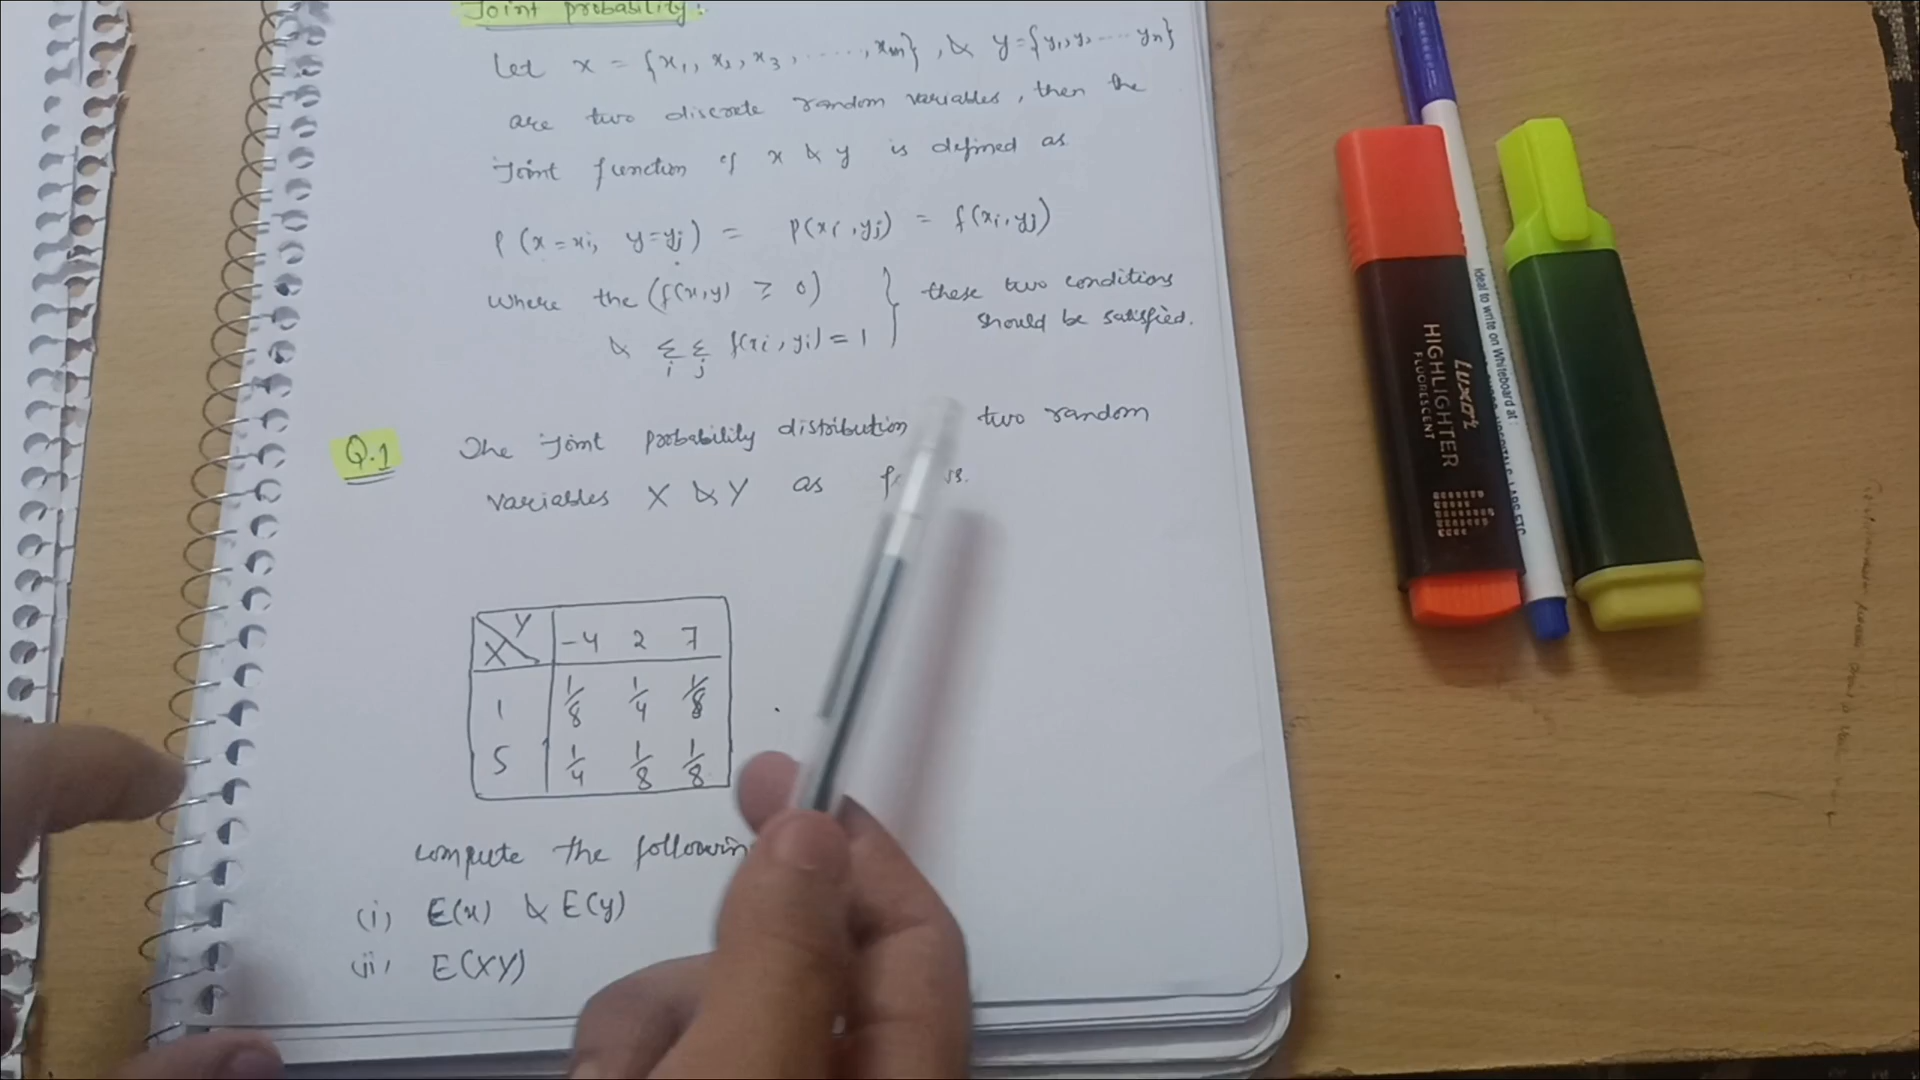 Joint probability:
Let x = {x₁, x₂, x₃, ......, xₘ}, & y = {y₁, y₂ .... yₙ}
are two discrete random variables, then the
Joint function of x & y is defined as
P(x = xᵢ, y = yⱼ) = P(xᵢ, yⱼ) = f(xᵢ, yⱼ)
Where the (f(x,y) ≥ 0) } these two conditions
& Σᵢ Σⱼ f(xᵢ, yᵢ) = 1 should be satisfied.
Q.1 The Joint probability distribution two random
variables X & Y as
Y
X -4 2 7
1 1/8 1/4 1/8
5 1/4 1/8 1/8
compute the
(i) E(x) & E(y)
(ii) E(XY)
Luxor
HIGHLIGHTER
FLUORESCENT
Ideal to write on Whiteboard at: